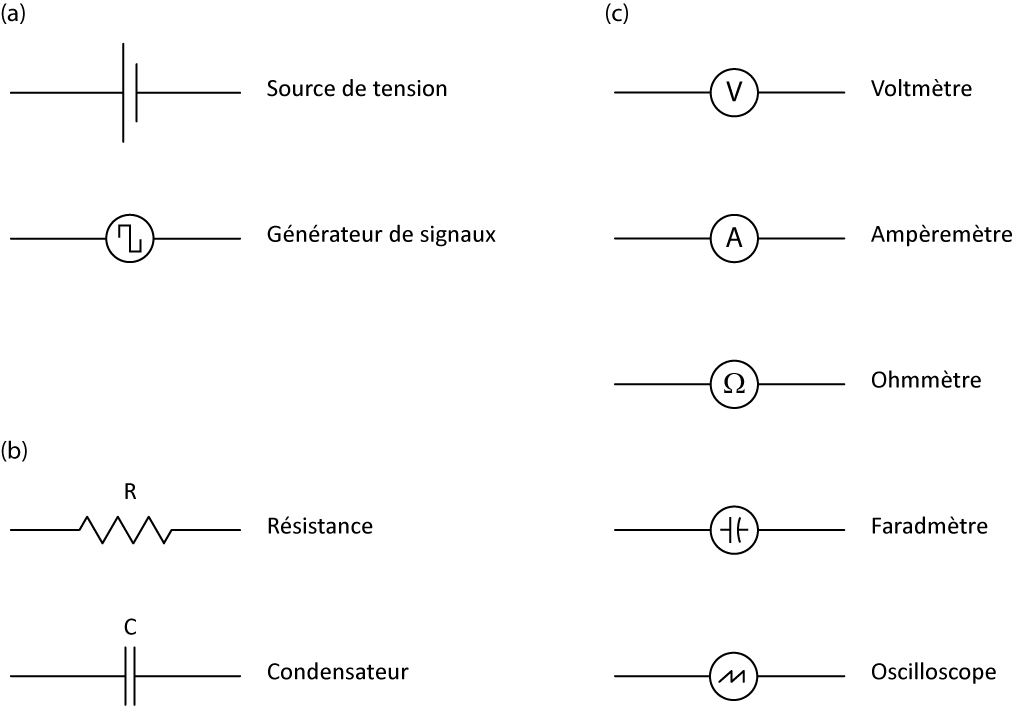 (a)
Source de tension
Générateur de signaux
(b)
R
Résistance
C
Condensateur
(c)
V
Voltmètre
A
Ampèremètre
Ω
Ohmmètre
Faradmètre
Oscilloscope